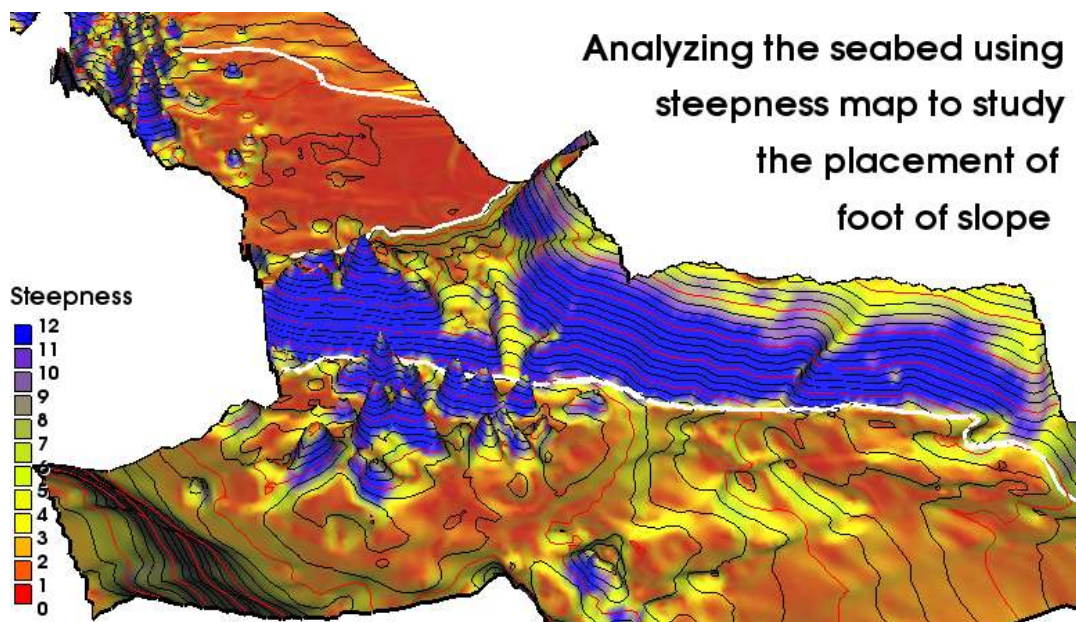 Analyzing the seabed using
steepness map to study
the placement of
foot of slope
Steepness
12
11
10
9
8
7
6
5
4
3
2
1
0